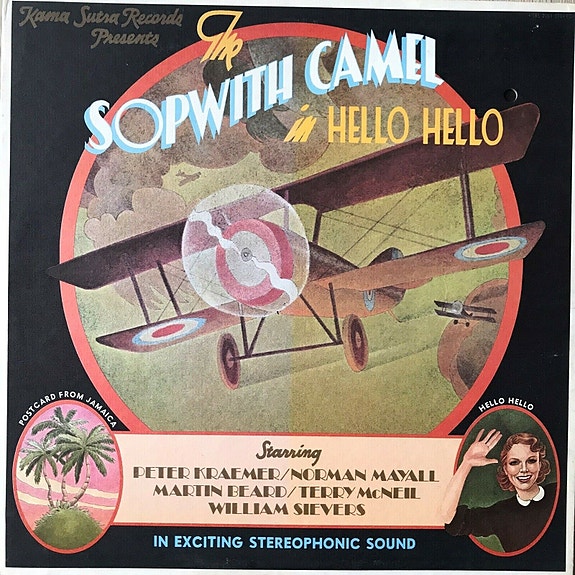 Kama Sutra Records
Presents
The
SOPWITH CAMEL
in HELLO HELLO
POSTCARD FROM JAMAICA
HELLO HELLO
Starring
PETER KRAEMER/NORMAN MAYALL
MARTIN BEARD/TERRY McNEIL
WILLIAM SIEVERS
IN EXCITING STEREOPHONIC SOUND